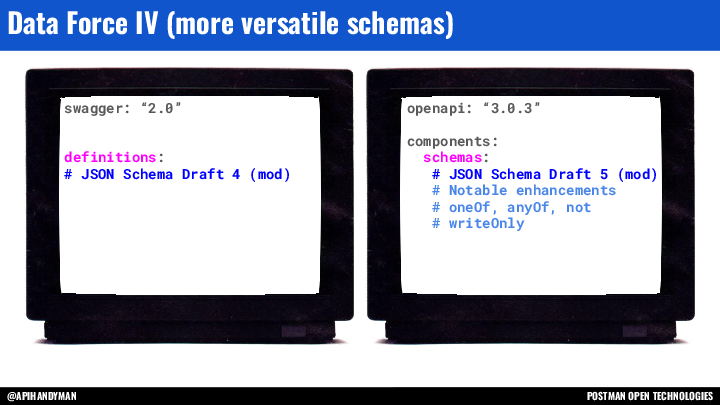 Data Force IV (more versatile schemas)
swagger: “2.0”
definitions:
# JSON Schema Draft 4 (mod)
openapi: “3.0.3”
components:
schemas:
# JSON Schema Draft 5 (mod)
# Notable enhancements
# oneOf, anyOf, not
# writeOnly
@APIHANDYMAN
POSTMAN OPEN TECHNOLOGIES